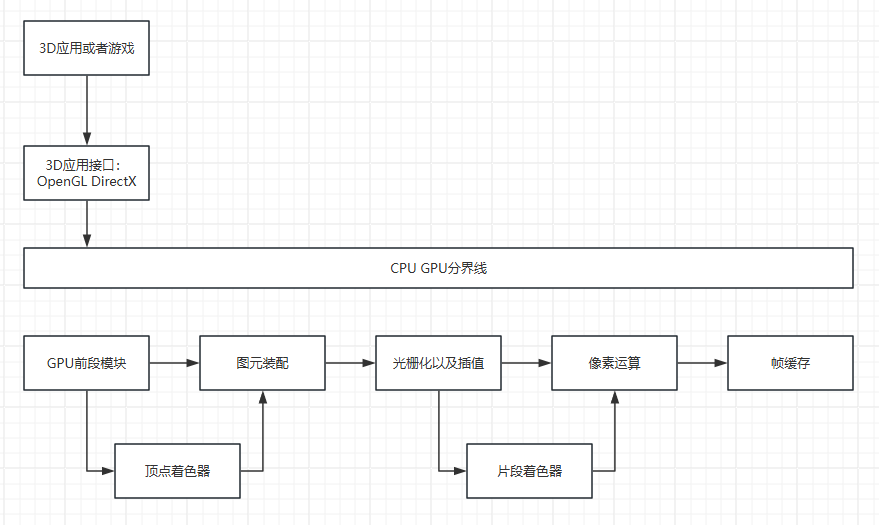 3D应用或者游戏
3D应用接口：
OpenGL DirectX
CPU GPU分界线
GPU前段模块
图元装配
光栅化以及插值
像素运算
帧缓存
顶点着色器
片段着色器